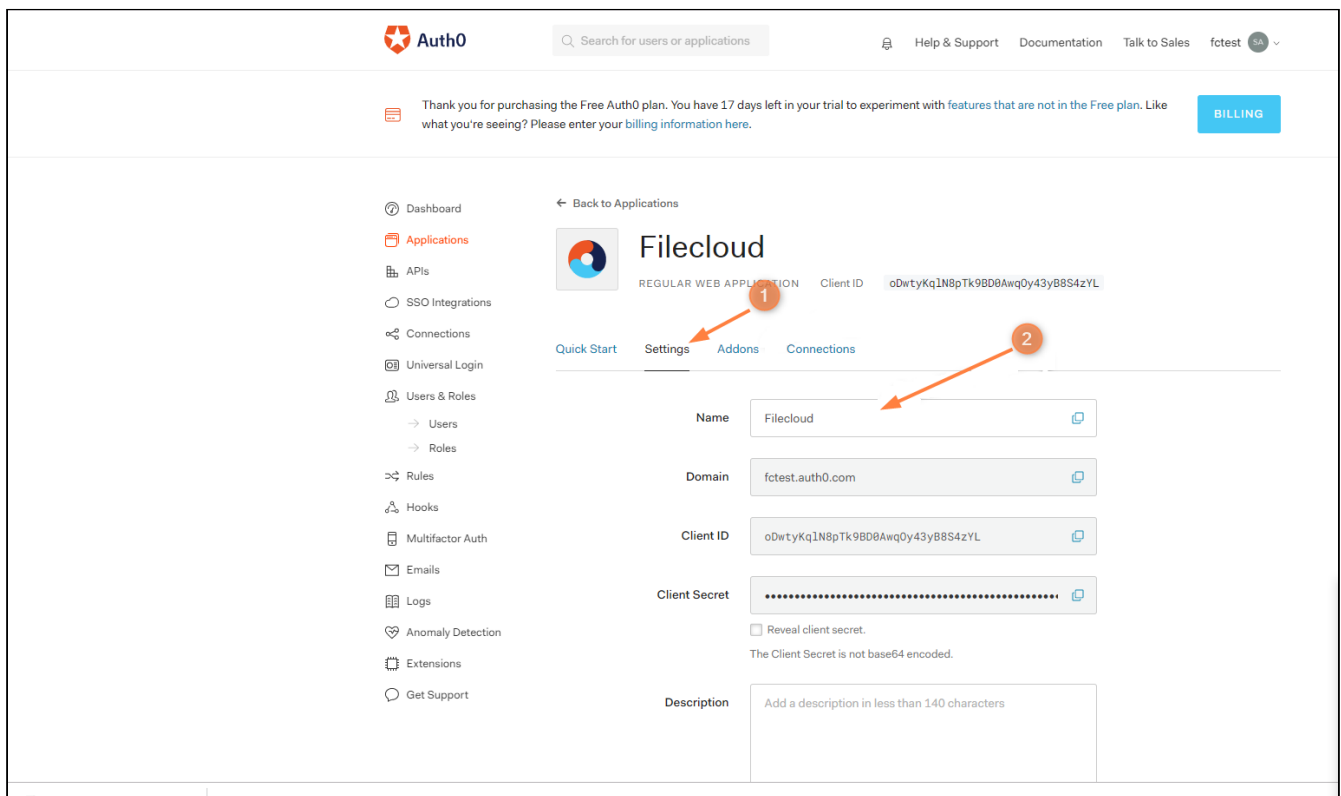 Auth0
Search for users or applications
Help & Support
Documentation
Talk to Sales
fctest
SA
Thank you for purchasing the Free Auth0 plan. You have 17 days left in your trial to experiment with features that are not in the Free plan. Like
what you're seeing? Please enter your billing information here.
BILLING
Dashboard
Applications
APIs
SSO Integrations
Connections
Universal Login
Users & Roles
Users
Roles
Rules
Hooks
Multifactor Auth
Emails
Logs
Anomaly Detection
Extensions
Get Support
Back to Applications
Filecloud
REGULAR WEB APPLICATION
Client ID
oDwtyKqlN8pTk9BD0AwqOy43yB8S4zYL
1
2
Quick Start
Settings
Addons
Connections
Name
Filecloud
Domain
fctest.auth0.com
Client ID
oDwtyKqlN8pTk9BD0AwqOy43yB8S4zYL
Client Secret
Reveal client secret.
The Client Secret is not base64 encoded.
Description
Add a description in less than 140 characters